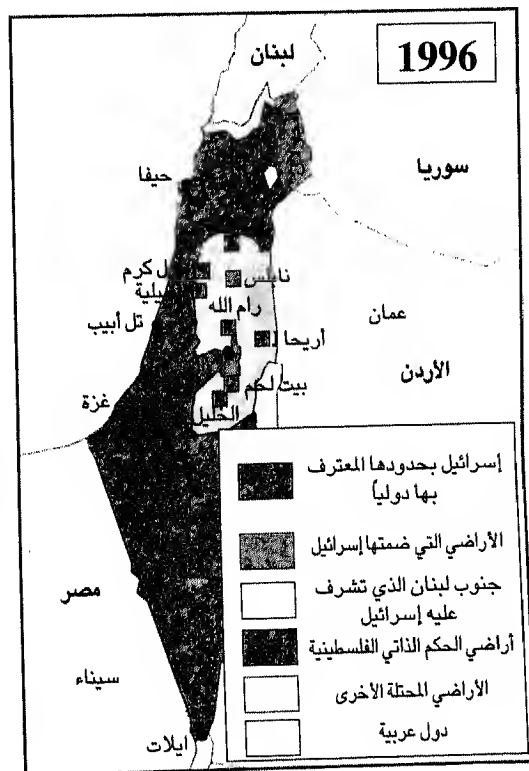 1996
لبنان
سوريا
حيفا
كرم
نابلس
رام الله
تل أبيب
أريحا
عمان
الأردن
بيت لحم
غزة
الخليل
إسرائيل بحدودها المعترف
بها دولياً
الأراضي التي ضمتها إسرائيل
جنوب لبنان الذي تشرف
عليه إسرائيل
أراضي الحكم الذاتي الفلسطينية
الأراضي المحتلة الأخرى
دول عربية
مصر
سيناء
ايلات